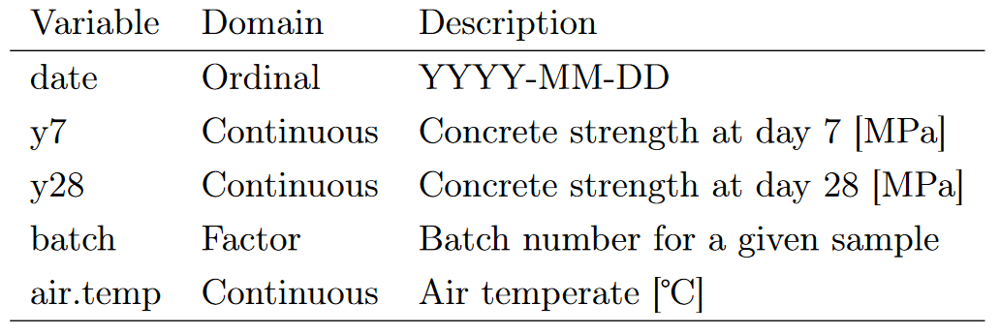 Variable Domain Description
date Ordinal YYYY-MM-DD
y7 Continuous Concrete strength at day 7 [MPa]
y28 Continuous Concrete strength at day 28 [MPa]
batch Factor Batch number for a given sample
air.temp Continuous Air temperate [℃]